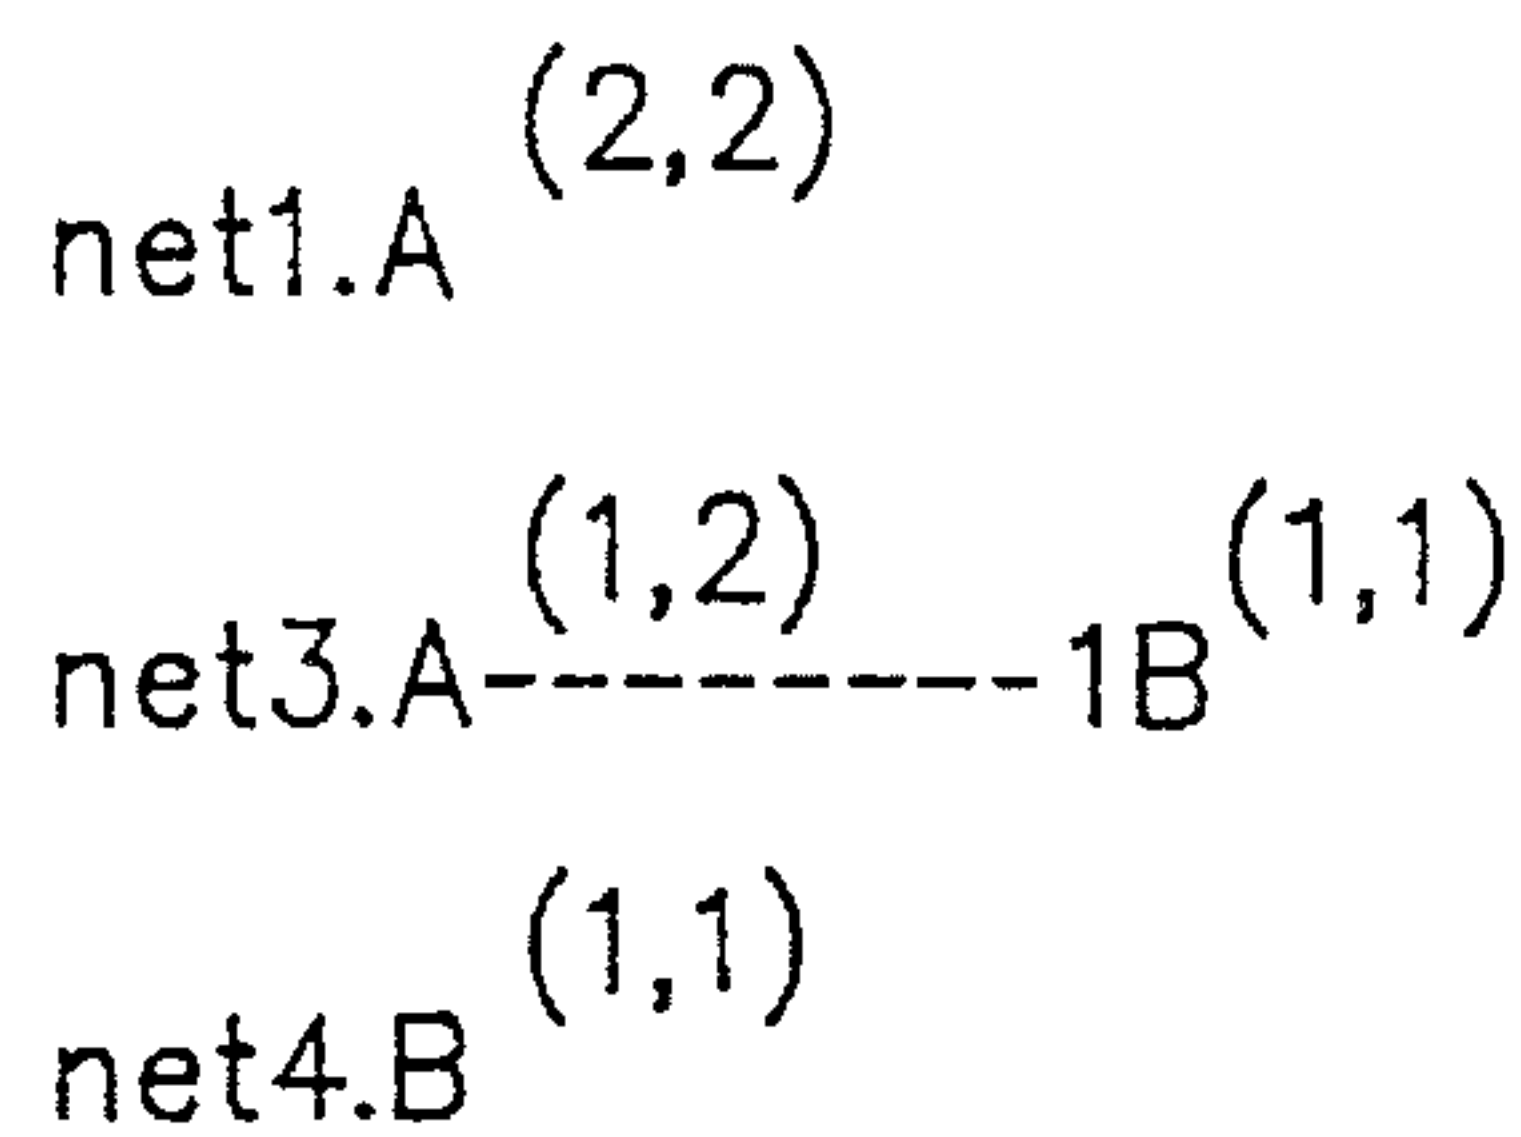 net1.A (2,2)
net3.A (1,2) -------- 1B (1,1)
net4.B (1,1)